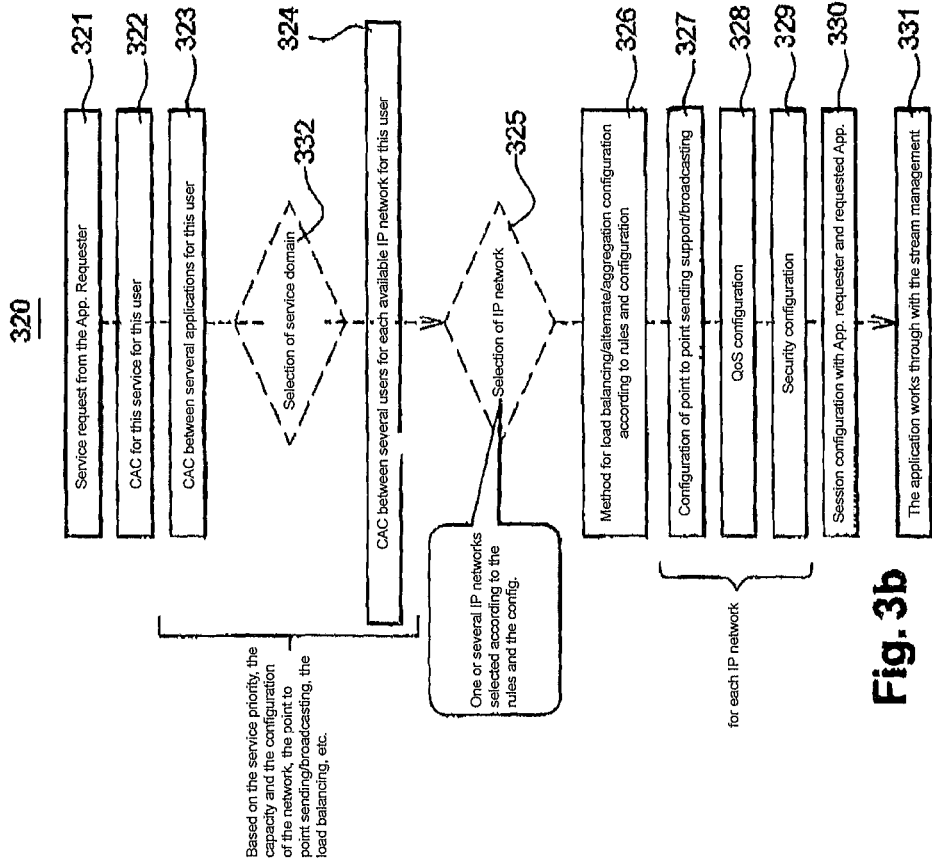 320
Service request from the App. Requester
321
CAC for this service for this user
322
CAC between serveral applications for this user
323
Selection of service domain
332
324
CAC between several users for each available IP network for this user
Based on the service priority, the
capacity and the configuration
of the network, the point to
point sending/broadcasting, the
load balancing, etc.
Selection of IP network
325
One or several IP networks
selected according to the
rules and the config.
Method for load balancing/alternate/aggregation configuration
according to rules and configuration
326
Configuration of point to pointing sending support/broadcasting
327
QoS configuration
328
Security configuration
329
for each IP network
Session configuration with App. requester and requested App.
330
The application works through with the stream management
331
Fig. 3b